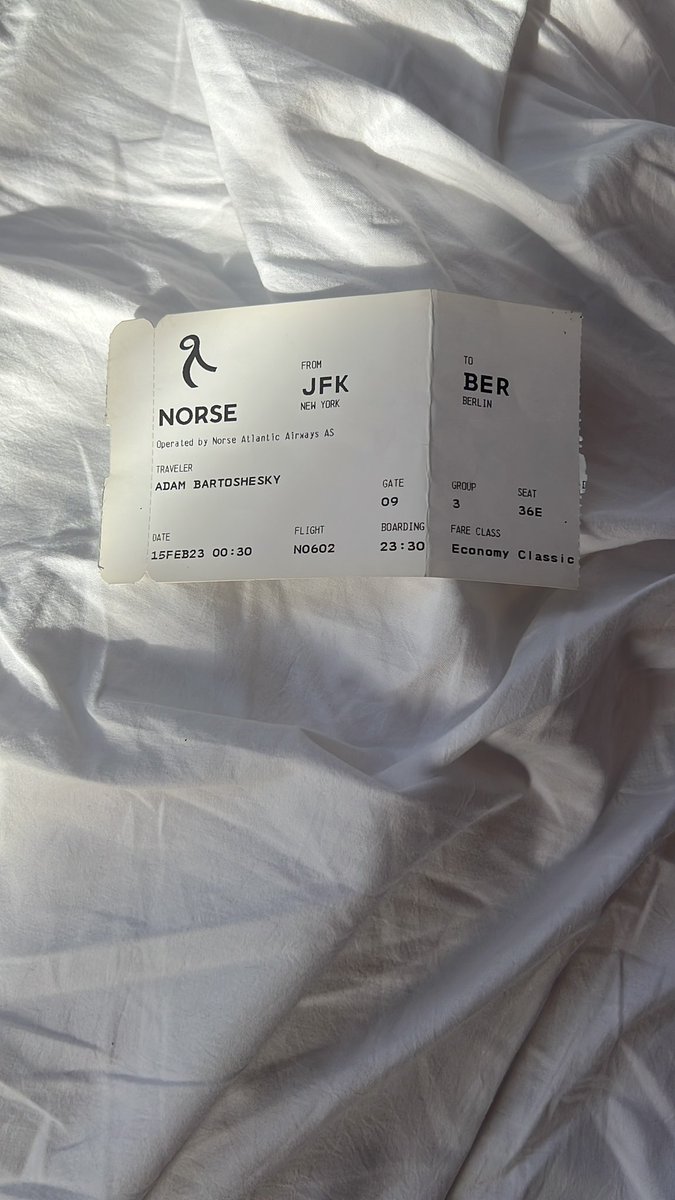 NORSE
Operated by Norse Atlantic Airways AS
FROM
JFK
NEW YORK
TO
BER
BERLIN
TRAVELER
ADAM BARTOSHESKY
GATE
09
GROUP
3
SEAT
36E
DATE
15FEB23 00:30
FLIGHT
N0602
BOARDING
23:30
FARE CLASS
Economy Classic